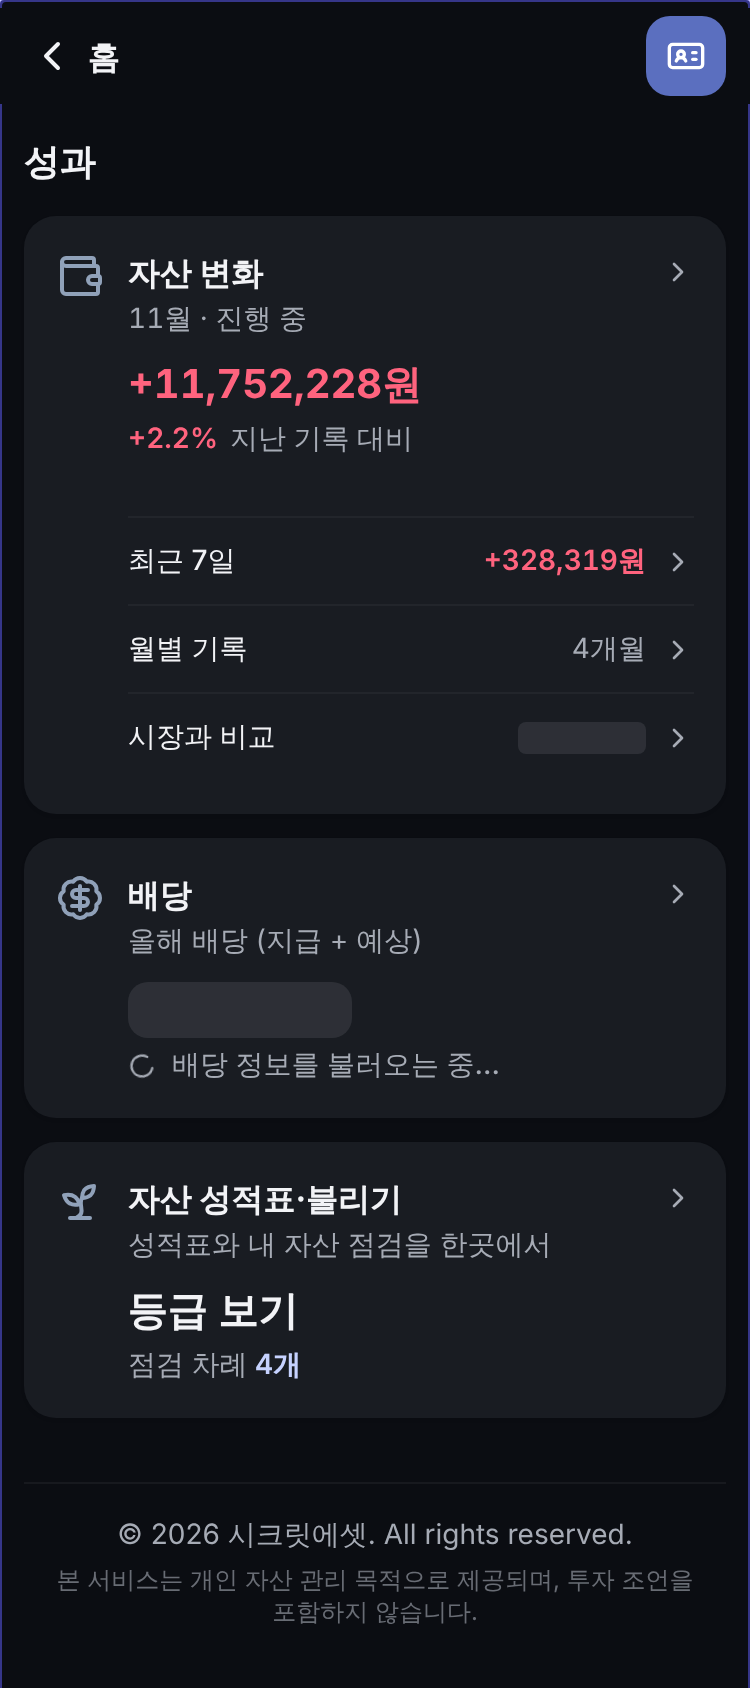 홈
성과
자산 변화
11월 · 진행 중
+11,752,228원
+2.2% 지난 기록 대비
최근 7일 +328,319원
월별 기록 4개월
시장과 비교
배당
올해 배당 (지급 + 예상)
배당 정보를 불러오는 중...
자산 성적표·불리기
성적표와 내 자산 점검을 한곳에서
등급 보기
점검 차례 4개
© 2026 시크릿에셋. All rights reserved.
본 서비스는 개인 자산 관리 목적으로 제공되며, 투자 조언을
포함하지 않습니다.